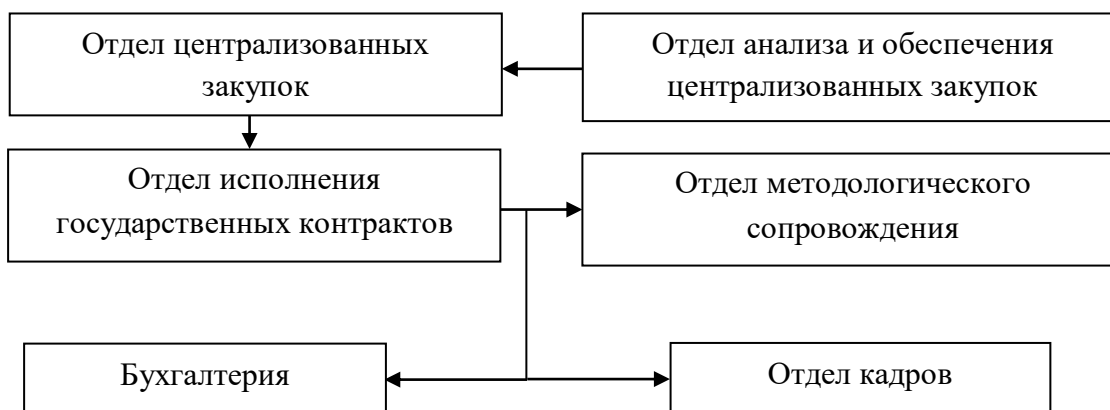 Отдел централизованных
закупок
Отдел анализа и обеспечения
централизованных закупок
Отдел исполнения
государственных контрактов
Отдел методологического
сопровождения
Бухгалтерия
Отдел кадров